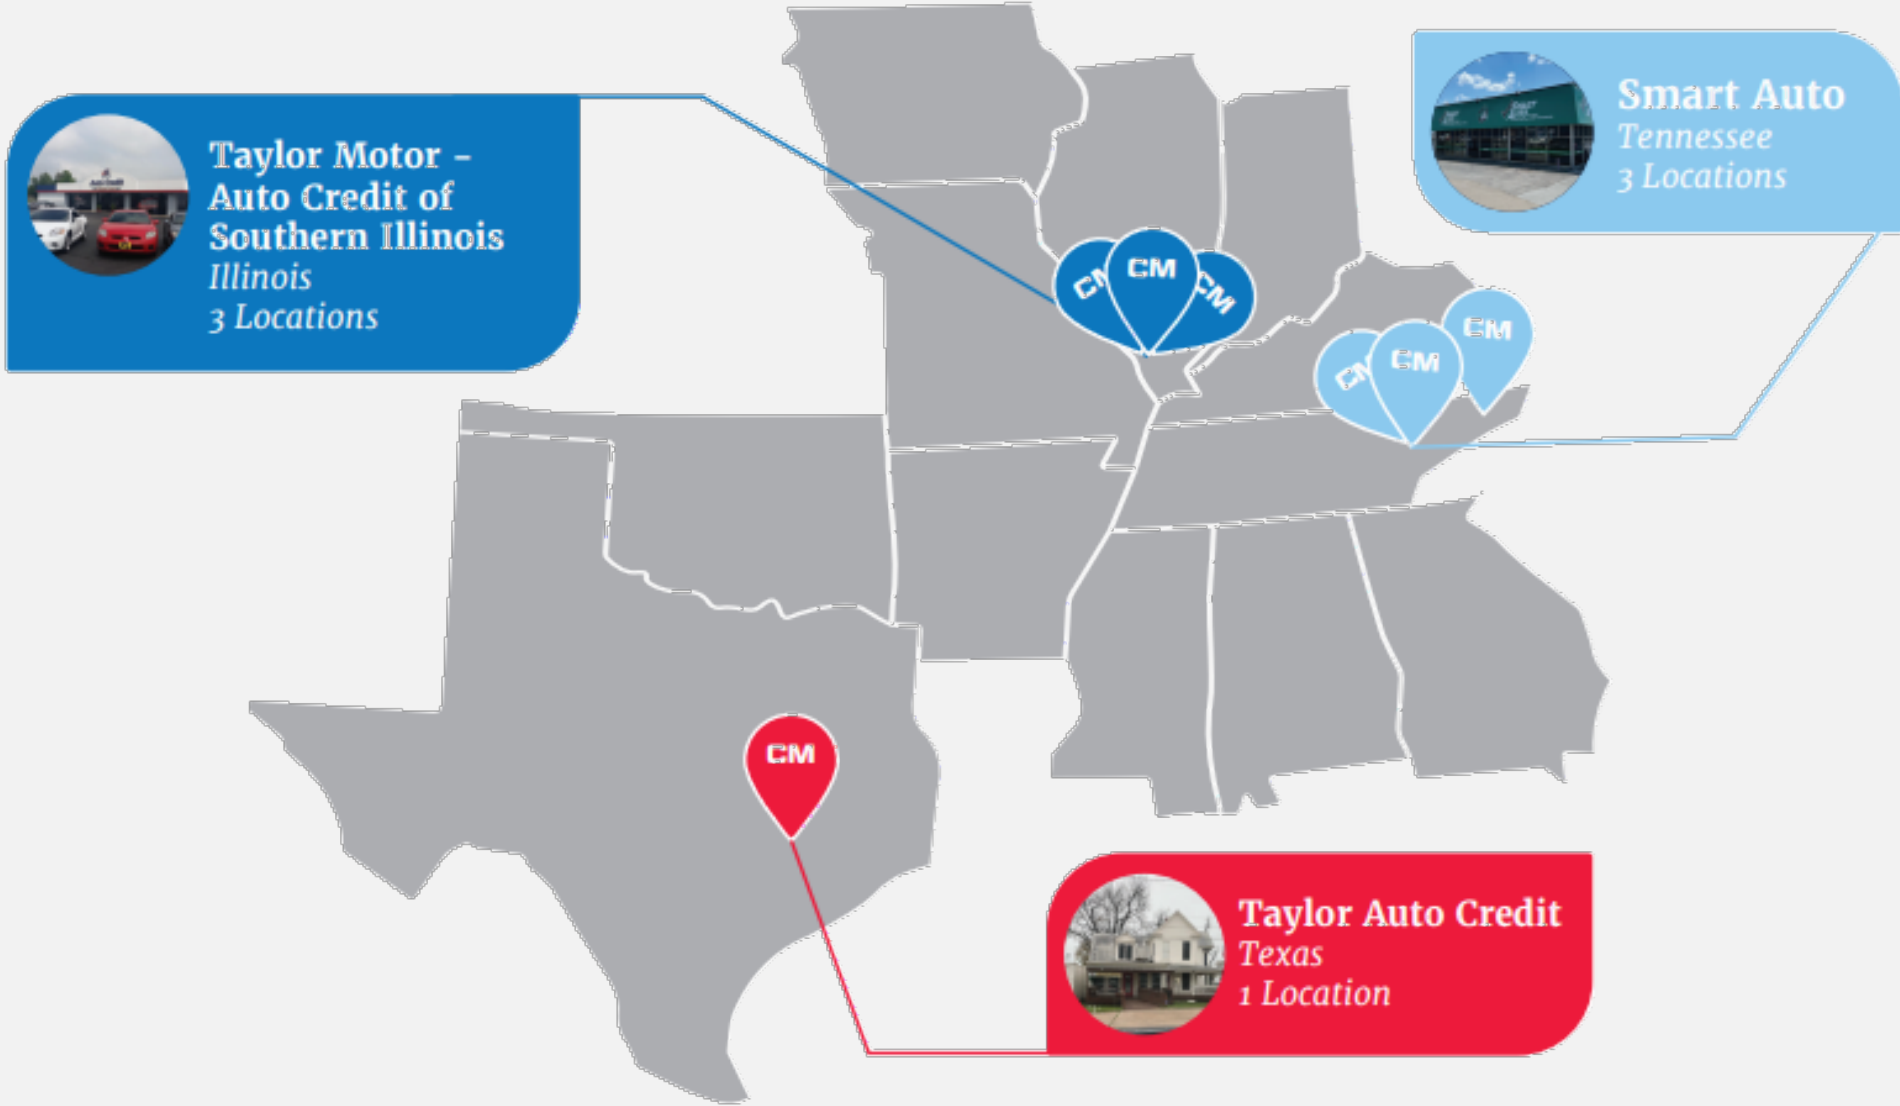 Taylor Motor –
Auto Credit of
Southern Illinois
Illinois
3 Locations
Smart Auto
Tennessee
3 Locations
CM
CM
CM
CM
CM
CM
CM
Taylor Auto Credit
Texas
1 Location